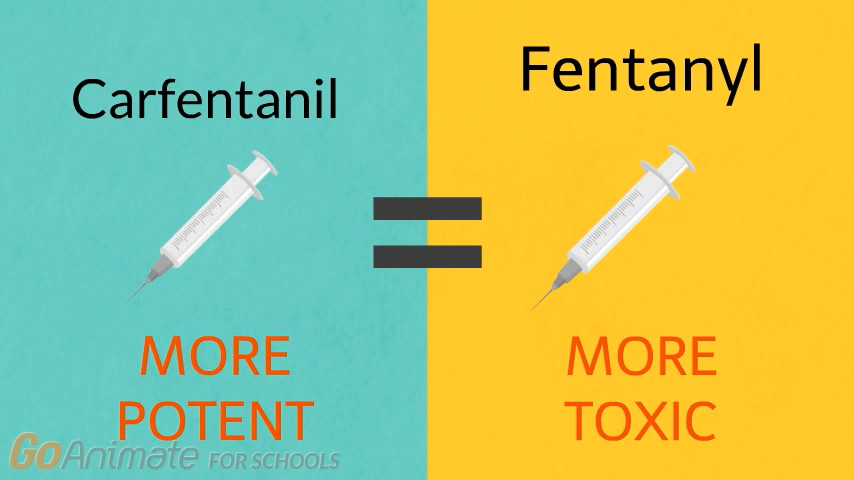 Carfentanil
MORE
POTENT
Fentanyl
=
MORE
TOXIC
GoAnimate FOR SCHOOLS